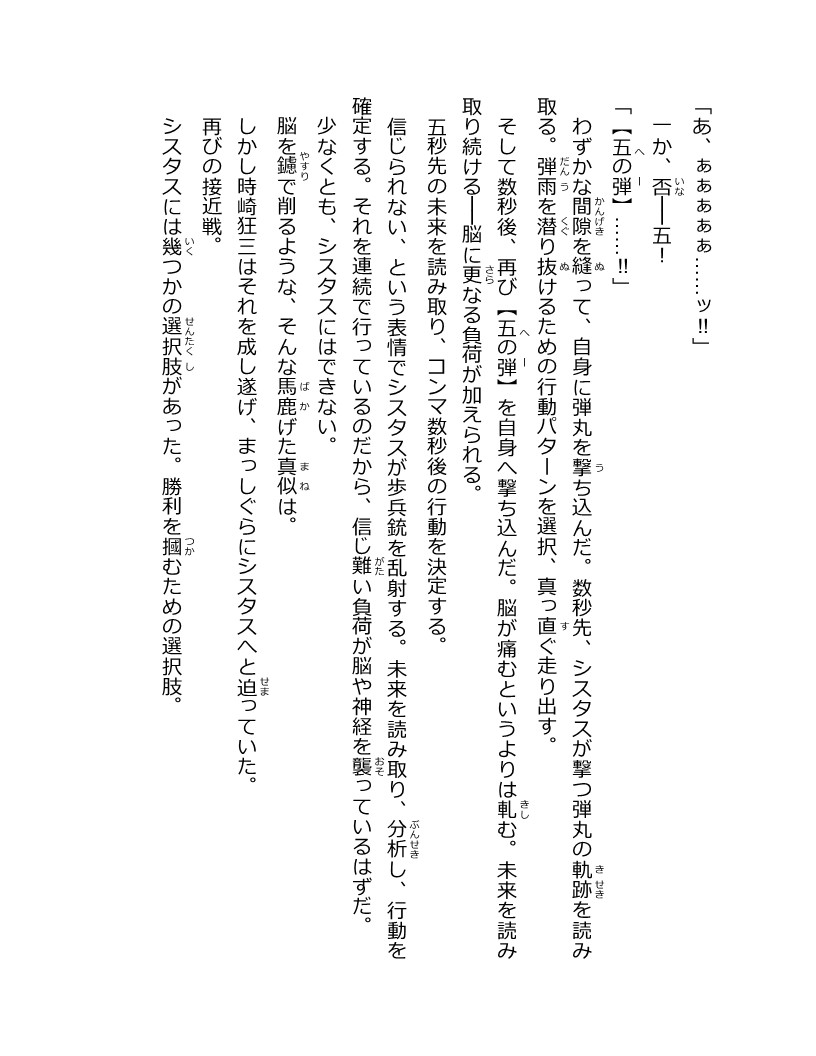 「あ、ぁぁぁぁぁ……ッ!!」
一か、否――五！
「【五の弾】……!!」
わずかな間隙を縫って、自身に弾丸を撃ち込んだ。数秒先、シスタスが撃つ弾丸の軌跡を読み
取る。弾雨を潜り抜けるための行動パターンを選択、真っ直ぐ走り出す。
そして数秒後、再び【五の弾】を自身へ撃ち込んだ。脳が痛むというよりは軋む。未来を読み
取り続ける――脳に更なる負荷が加えられる。
五秒先の未来を読み取り、コンマ数秒後の行動を決定する。
信じられない、という表情でシスタスが歩兵銃を乱射する。未来を読み取り、分析し、行動を
確定する。それを連続で行っているのだから、信じ難い負荷が脳や神経を襲っているはずだ。
少なくとも、シスタスにはできない。
脳を鑢で削るような、そんな馬鹿げた真似は。
しかし時崎狂三はそれを成し遂げ、まっしぐらにシスタスへと迫っていた。
再びの接近戦。
シスタスには幾つかの選択肢があった。勝利を摑むための選択肢。